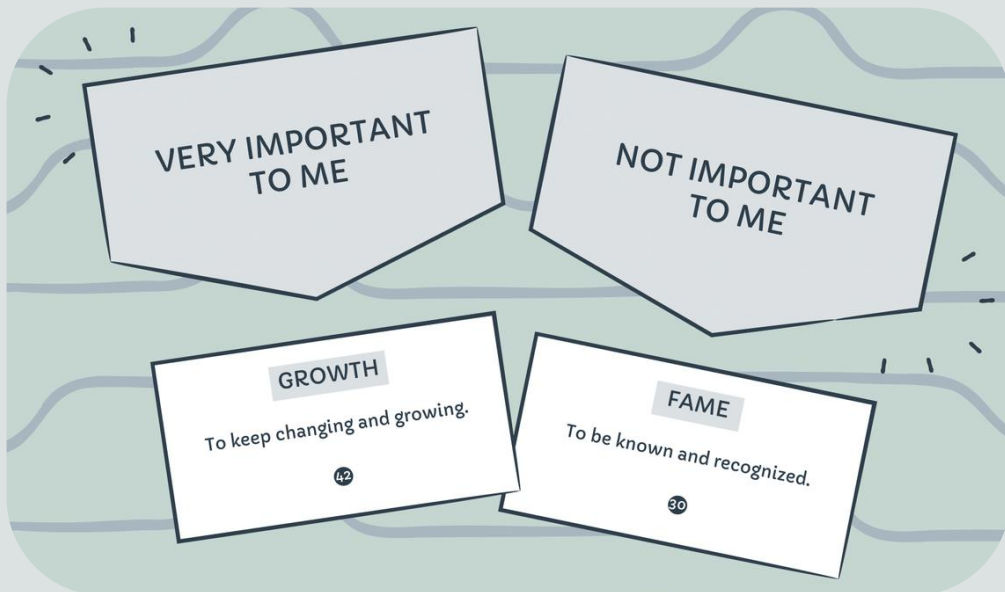 VERY IMPORTANT
TO ME
NOT IMPORTANT
TO ME
GROWTH
To keep changing and growing.
42
FAME
To be known and recognized.
30